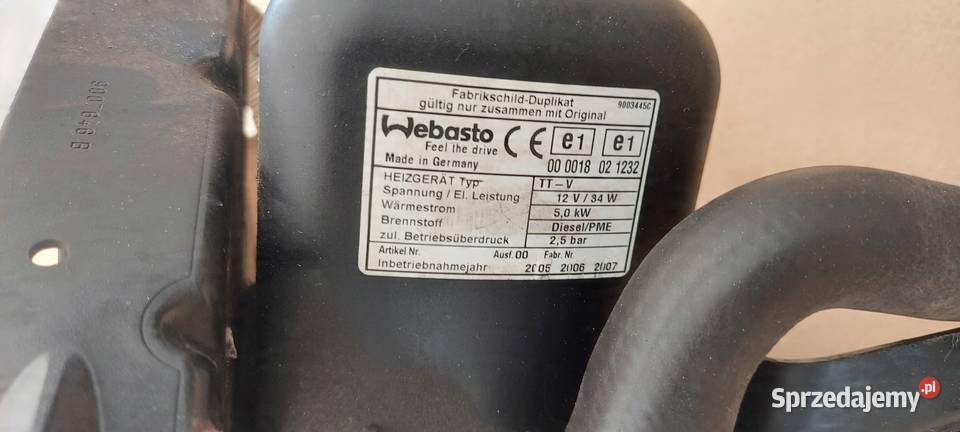 Fabrikschild-Duplikat
gültig nur zusammen mit Original
9003445C
Webasto
Feel the drive
CE e1 e1
Made in Germany
00 0018 02 1232
HEIZGERÄT Typ TT-V
Spannung / El. Leistung 12 V / 34 W
Wärmestrom 5,0 kW
Brennstoff Diesel/PME
zul. Betriebsüberdruck 2,5 bar
Artikel Nr. Ausf. 00 Fabr. Nr.
Inbetriebnahmejahr 2005 2006 2007
Sprzedajemy.pl